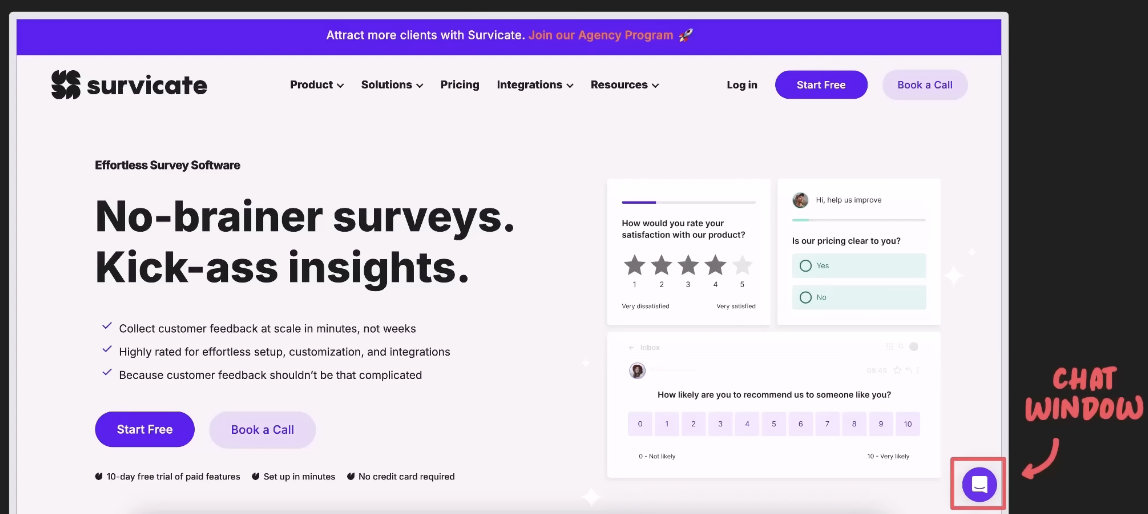 Attract more clients with Survicate. Join our Agency Program
survicate
Product
Solutions
Pricing
Integrations
Resources
Log in
Start Free
Book a Call
Effortless Survey Software
No-brainer surveys.
Kick-ass insights.
Collect customer feedback at scale in minutes, not weeks
Highly rated for effortless setup, customization, and integrations
Because customer feedback shouldn't be that complicated
Start Free
Book a Call
10-day free trial of paid features
Set up in minutes
No credit card required
How would you rate your
satisfaction with our product?
1 2 3 4 5
Very dissatisfied Very satisfied
Hi, help us improve
Is our pricing clear to you?
Yes
No
Inbox
How likely are you to recommend us to someone like you?
0 1 2 3 4 5 6 7 8 9 10
0 - Not likely 10 - Very likely
CHAT
WINDOW